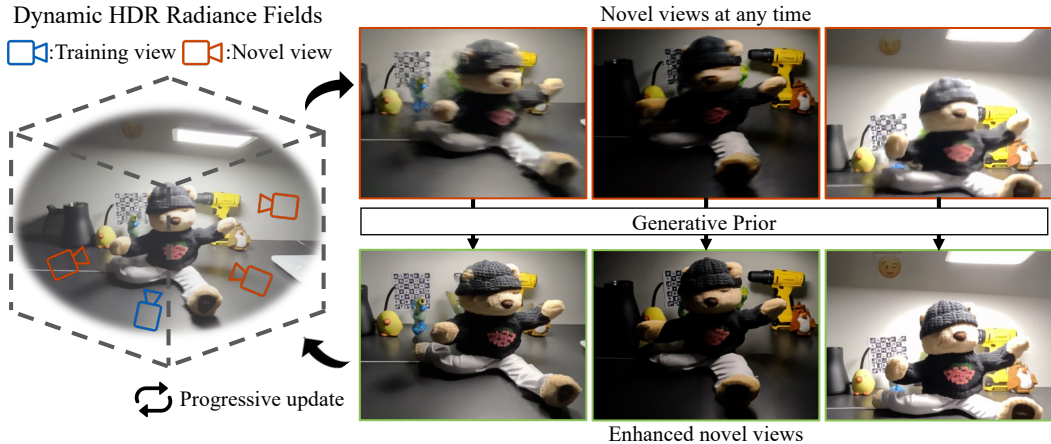 Dynamic HDR Radiance Fields
:Training view :Novel view
Progressive update
Novel views at any time
Generative Prior
Enhanced novel views